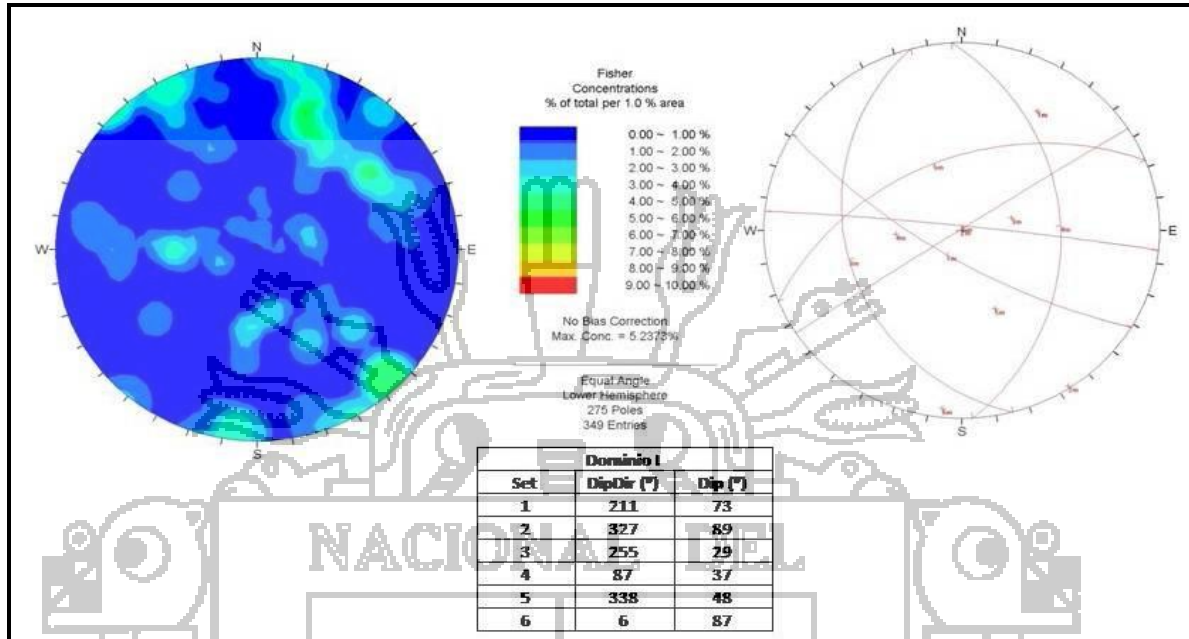 N
W
E
S
Fisher
Concentrations
% of total per 1.0 % area
0.00 ~ 1.00 %
1.00 ~ 2.00 %
2.00 ~ 3.00 %
3.00 ~ 4.00 %
4.00 ~ 5.00 %
5.00 ~ 6.00 %
6.00 ~ 7.00 %
7.00 ~ 8.00 %
8.00 ~ 9.00 %
9.00 ~ 10.00 %
No Bias Correction
Max. Conc. = 5.2373%
Equal Angle
Lower Hemisphere
275 Poles
349 Entries
N
W
E
S
Dominio I
Set DipDir (°) Dip (°)
1 211 73
2 327 89
3 255 29
4 87 37
5 338 48
6 6 87
NACIONAL DEL